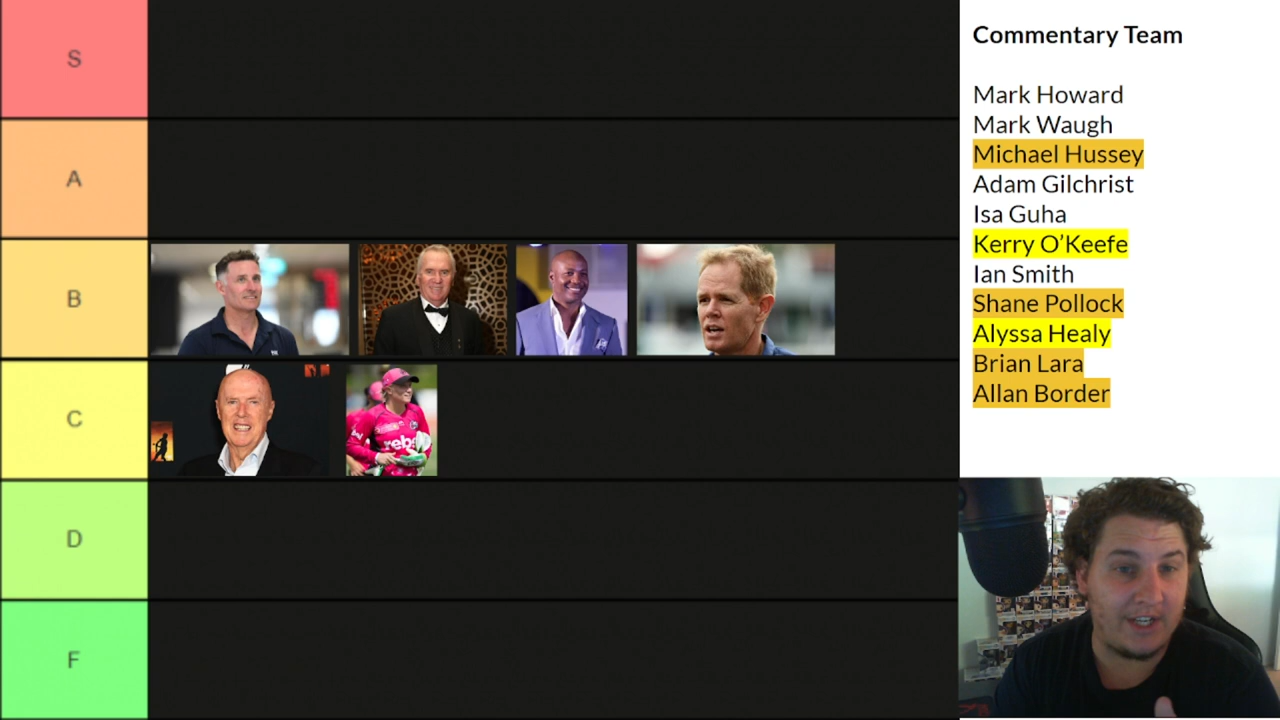 S
A
B
C
D
F
rebe
Commentary Team
Mark Howard
Mark Waugh
Michael Hussey
Adam Gilchrist
Isa Guha
Kerry O'Keefe
Ian Smith
Shane Pollock
Alyssa Healy
Brian Lara
Allan Border